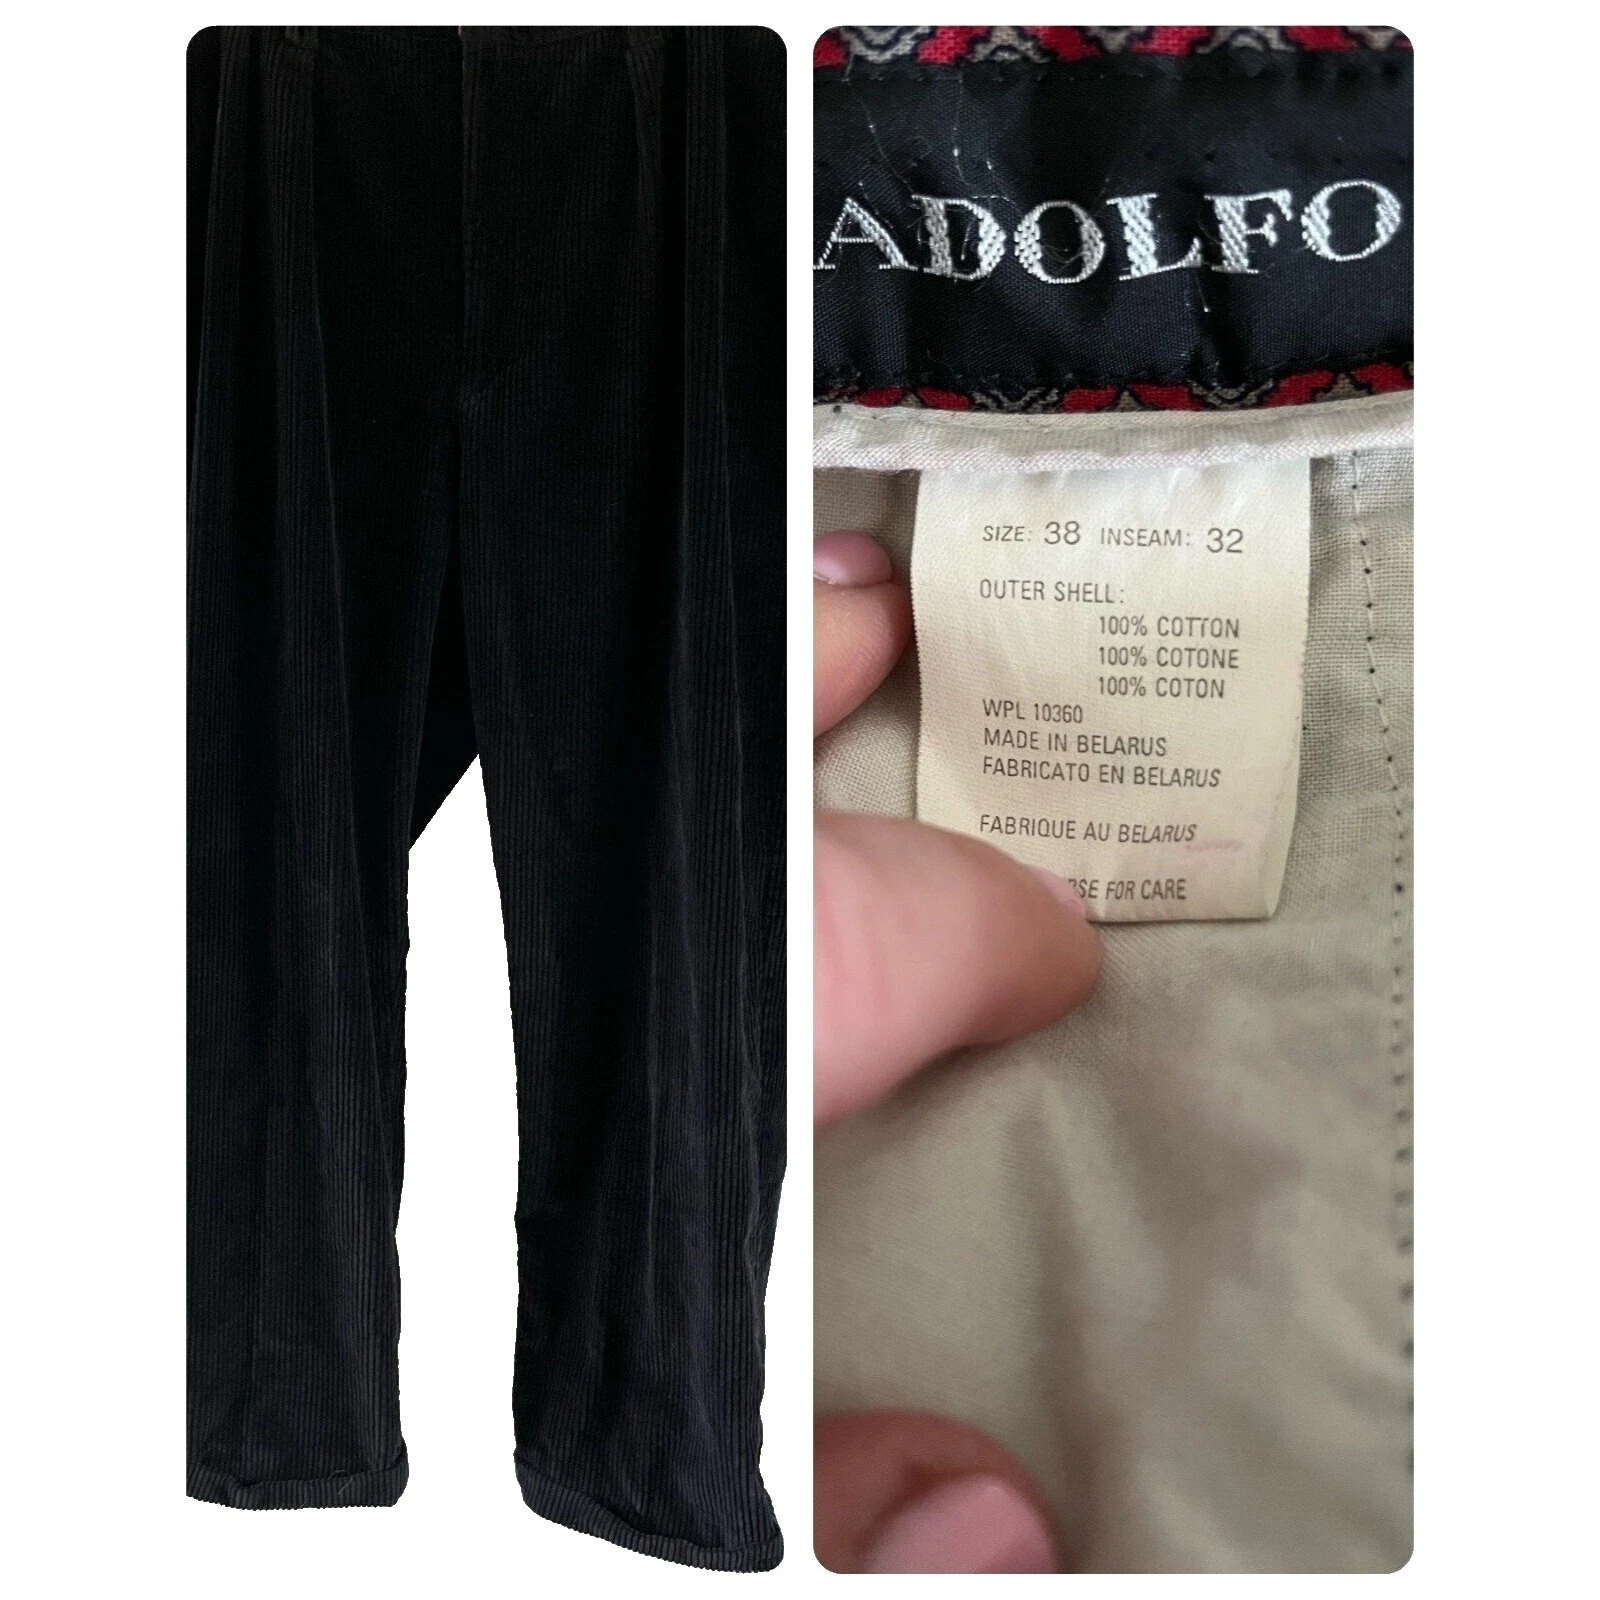 ADOLFO
SIZE: 38 INSEAM: 32
OUTER SHELL:
100% COTTON
100% COTONE
100% COTON
WPL 10360
MADE IN BELARUS
FABRICATO EN BELARUS
FABRIQUE AU BELARUS
FOR CARE